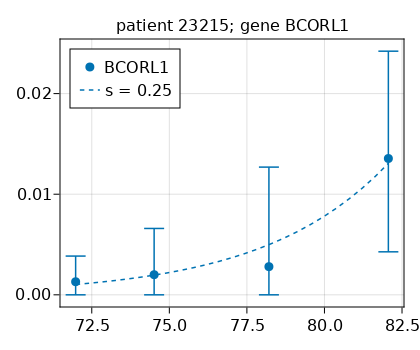 patient 23215; gene BCORL1
BCORL1
s = 0.25
0.02
0.01
0.00
72.5 75.0 77.5 80.0 82.5